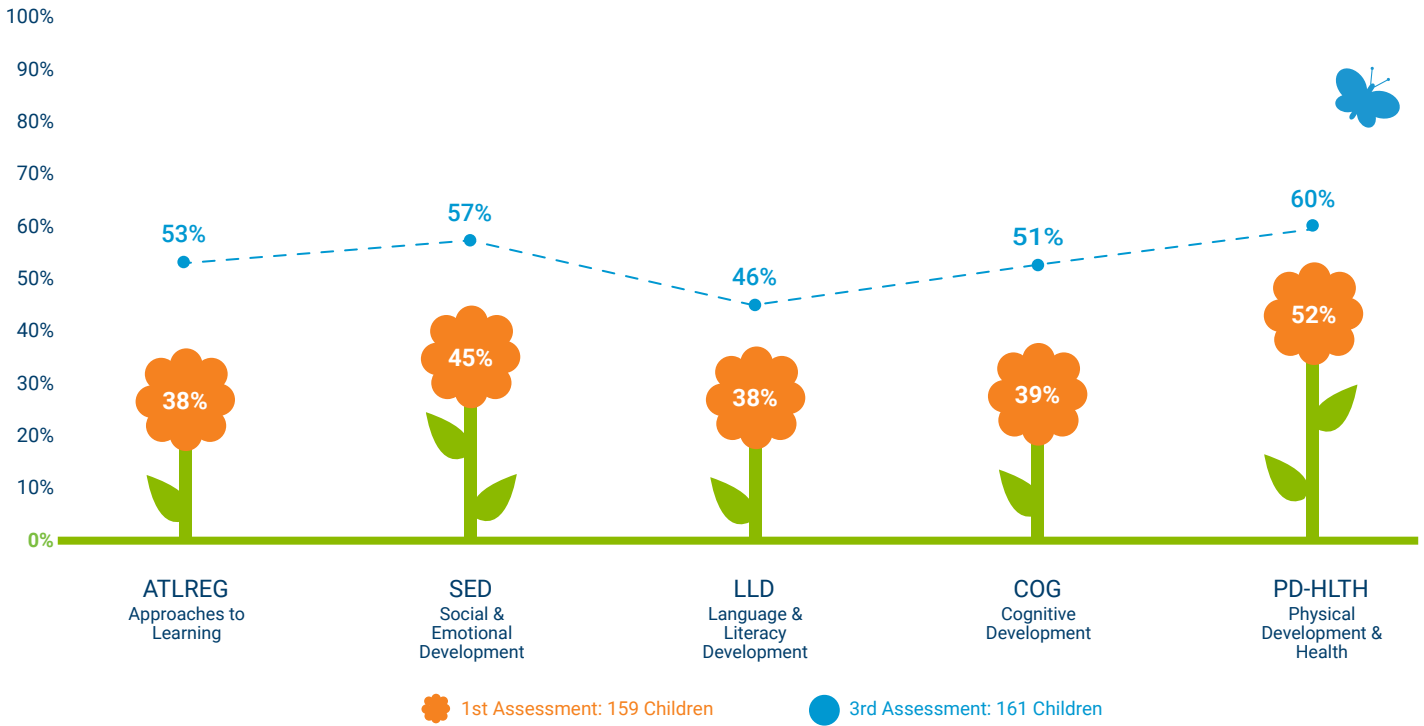 100%
90%
80%
70%
60%
50%
40%
30%
20%
10%
0%
53%
57%
46%
51%
60%
38%
45%
38%
39%
52%
ATLREG
Approaches to
Learning
SED
Social &
Emotional
Development
LLD
Language &
Literacy
Development
COG
Cognitive
Development
PD-HLTH
Physical
Development &
Health
1st Assessment: 159 Children
3rd Assessment: 161 Children